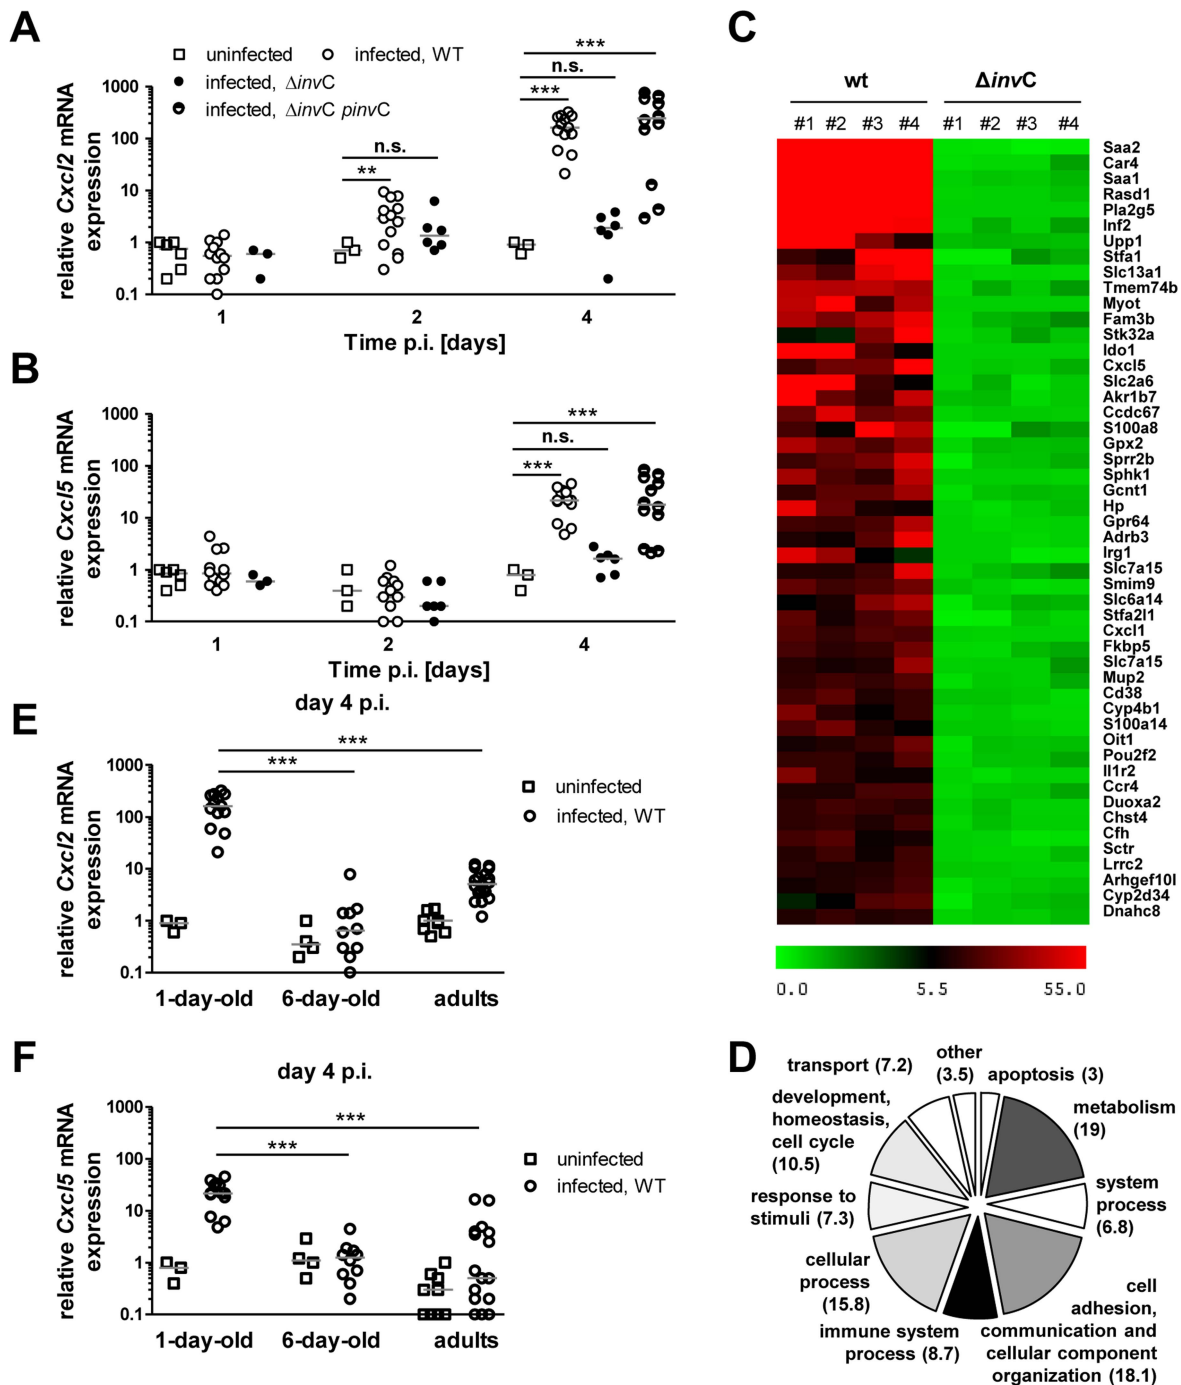 A
uninfected
infected, WT
infected, ΔinvC
infected, ΔinvC pinvC
relative Cxcl2 mRNA
expression
1000
100
10
1
0.1
n.s.
**
***
n.s.
***
1
2
4
Time p.i. [days]
B
relative Cxcl5 mRNA
expression
1000
100
10
1
0.1
***
n.s.
***
1
2
4
Time p.i. [days]
C
wt
ΔinvC
#1 #2 #3 #4 #1 #2 #3 #4
Saa2
Car4
Saa1
Rasd1
Pla2g5
Inf2
Upp1
Stfa1
Slc13a1
Tmem74b
Myot
Fam3b
Stk32a
Ido1
Cxcl5
Slc2a6
Akr1b7
Ccdc67
S100a8
Gpx2
Sprr2b
Sphk1
Gcnt1
Hp
Gpr64
Adrb3
Irg1
Slc7a15
Smim9
Slc6a14
Stfa2l1
Cxcl1
Fkbp5
Slc7a15
Mup2
Cd38
Cyp4b1
S100a14
Oit1
Pou2f2
Il1r2
Ccr4
Duoxa2
Chst4
Cfh
Sctr
Lrrc2
Arhgef10l
Cyp2d34
Dnahc8
0.0 5.5 55.0
E
day 4 p.i.
relative Cxcl2 mRNA
expression
1000
100
10
1
0.1
***
***
uninfected
infected, WT
1-day-old 6-day-old adults
F
day 4 p.i.
relative Cxcl5 mRNA
expression
1000
100
10
1
0.1
***
***
uninfected
infected, WT
1-day-old 6-day-old adults
D
other
(3.5)
apoptosis (3)
metabolism
(19)
system
process
(6.8)
cell
adhesion,
communication and
cellular component
organization (18.1)
immune system
process (8.7)
cellular
process
(15.8)
response to
stimuli (7.3)
development,
homeostasis,
cell cycle
(10.5)
transport (7.2)